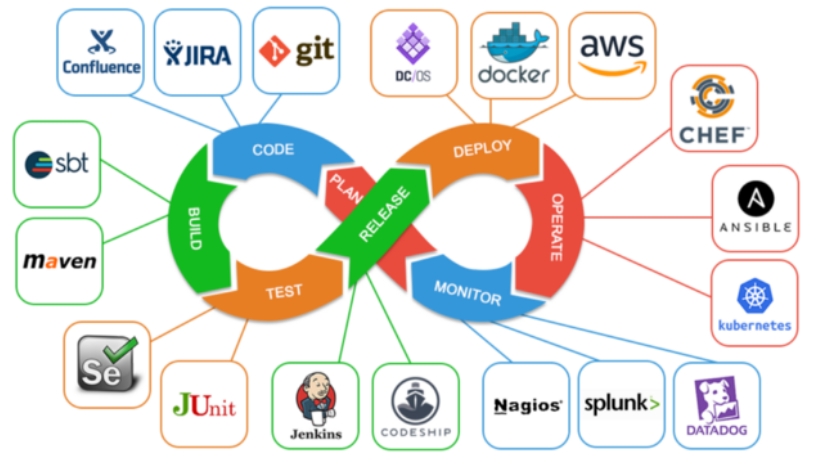 Confluence
JIRA
git
DC/OS
docker
aws
CHEF
sbt
CODE
DEPLOY
PLAN
RELEASE
BUILD
OPERATE
ANSIBLE
maven
TEST
MONITOR
kubernetes
Se
JUnit
Jenkins
CODESHIP
Nagios®
splunk>
DATADOG